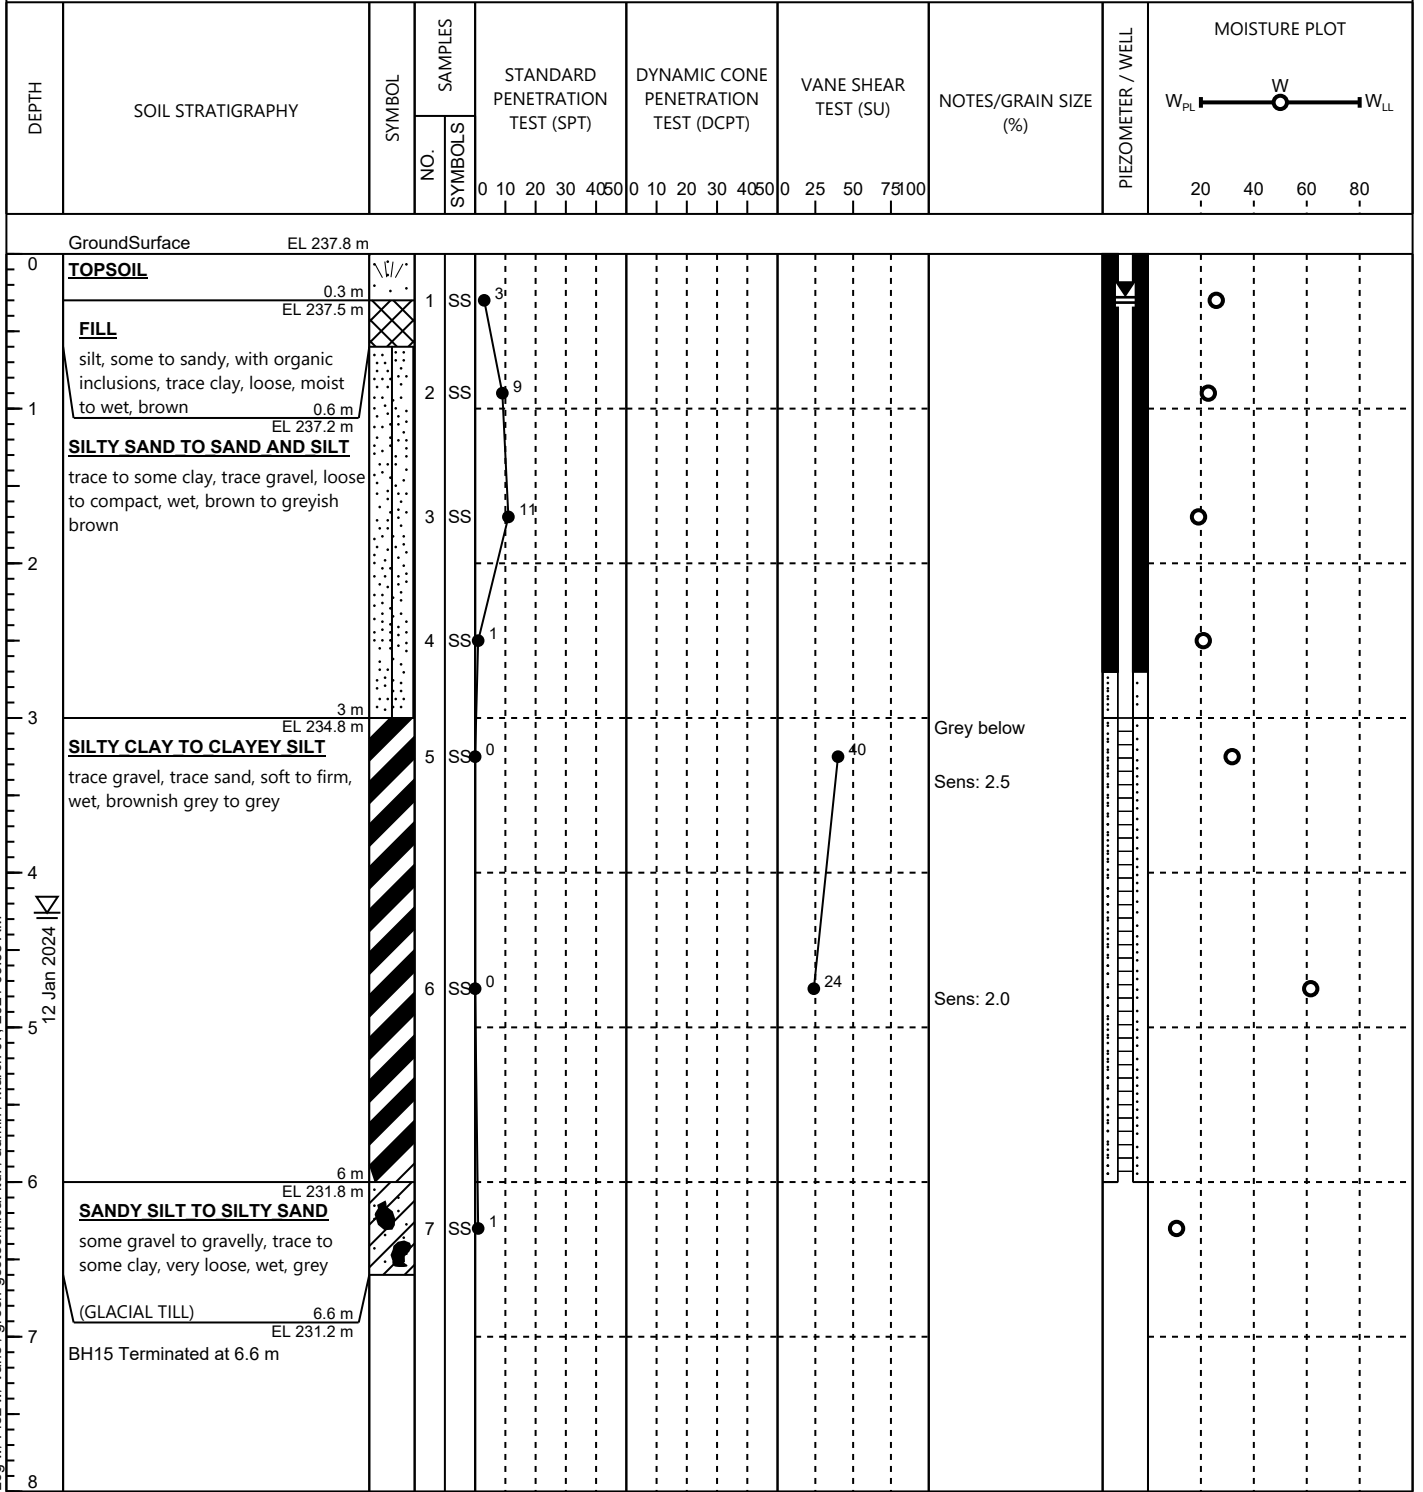 DEPTH
SOIL STRATIGRAPHY
SYMBOL
SAMPLES
NO.
SYMBOLS
STANDARD
PENETRATION
TEST (SPT)
0 10 20 30 40 50
DYNAMIC CONE
PENETRATION
TEST (DCPT)
0 10 20 30 40 50
VANE SHEAR
TEST (SU)
0 25 50 75 100
NOTES/GRAIN SIZE
(%)
PIEZOMETER / WELL
MOISTURE PLOT
W
WPL WLL
20 40 60 80
GroundSurface EL 237.8 m
0
TOPSOIL
0.3 m
EL 237.5 m
1 SS 3
FILL
silt, some to sandy, with organic
inclusions, trace clay, loose, moist
to wet, brown 0.6 m
EL 237.2 m
2 SS 9
1
SILTY SAND TO SAND AND SILT
trace to some clay, trace gravel, loose
to compact, wet, brown to greyish
brown
3 SS 11
2
4 SS 1
3 m
3
EL 234.8 m
Grey below
SILTY CLAY TO CLAYEY SILT
trace gravel, trace sand, soft to firm,
wet, brownish grey to grey
5 SS 0 40
Sens: 2.5
4
12 Jan 2024
6 SS 0 24
Sens: 2.0
5
6 m
6
EL 231.8 m
SANDY SILT TO SILTY SAND
some gravel to gravelly, trace to
some clay, very loose, wet, grey
7 SS 1
(GLACIAL TILL) 6.6 m
EL 231.2 m
7
BH15 Terminated at 6.6 m
8